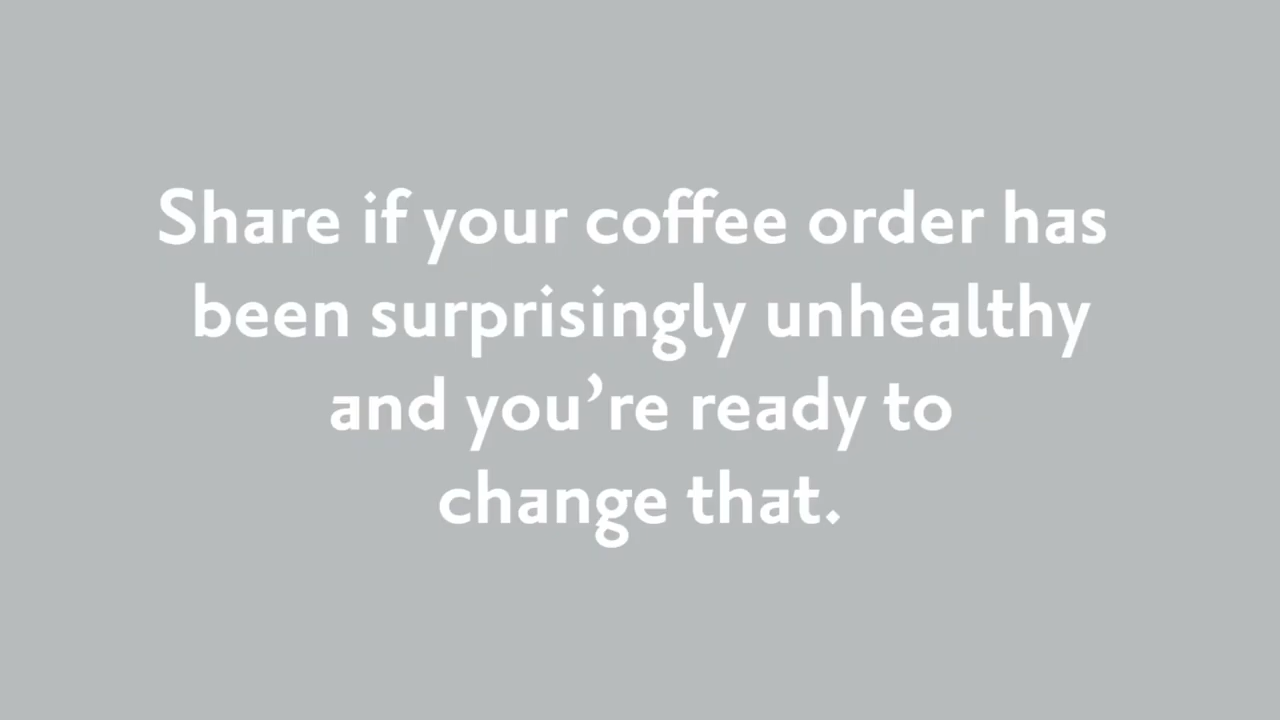 Share if your coffee order has
been surprisingly unhealthy
and you’re ready to
change that.